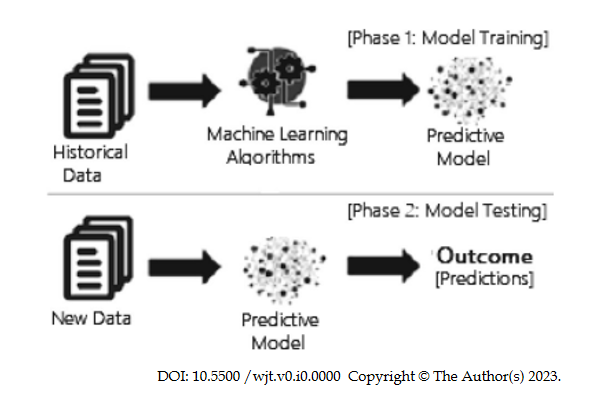 [Phase 1: Model Training]
Historical
Data
Machine Learning
Algorithms
Predictive
Model
[Phase 2: Model Testing]
New Data
Predictive
Model
Outcome
[Predictions]
DOI: 10.5500 /wjt.v0.i0.0000 Copyright © The Author(s) 2023.